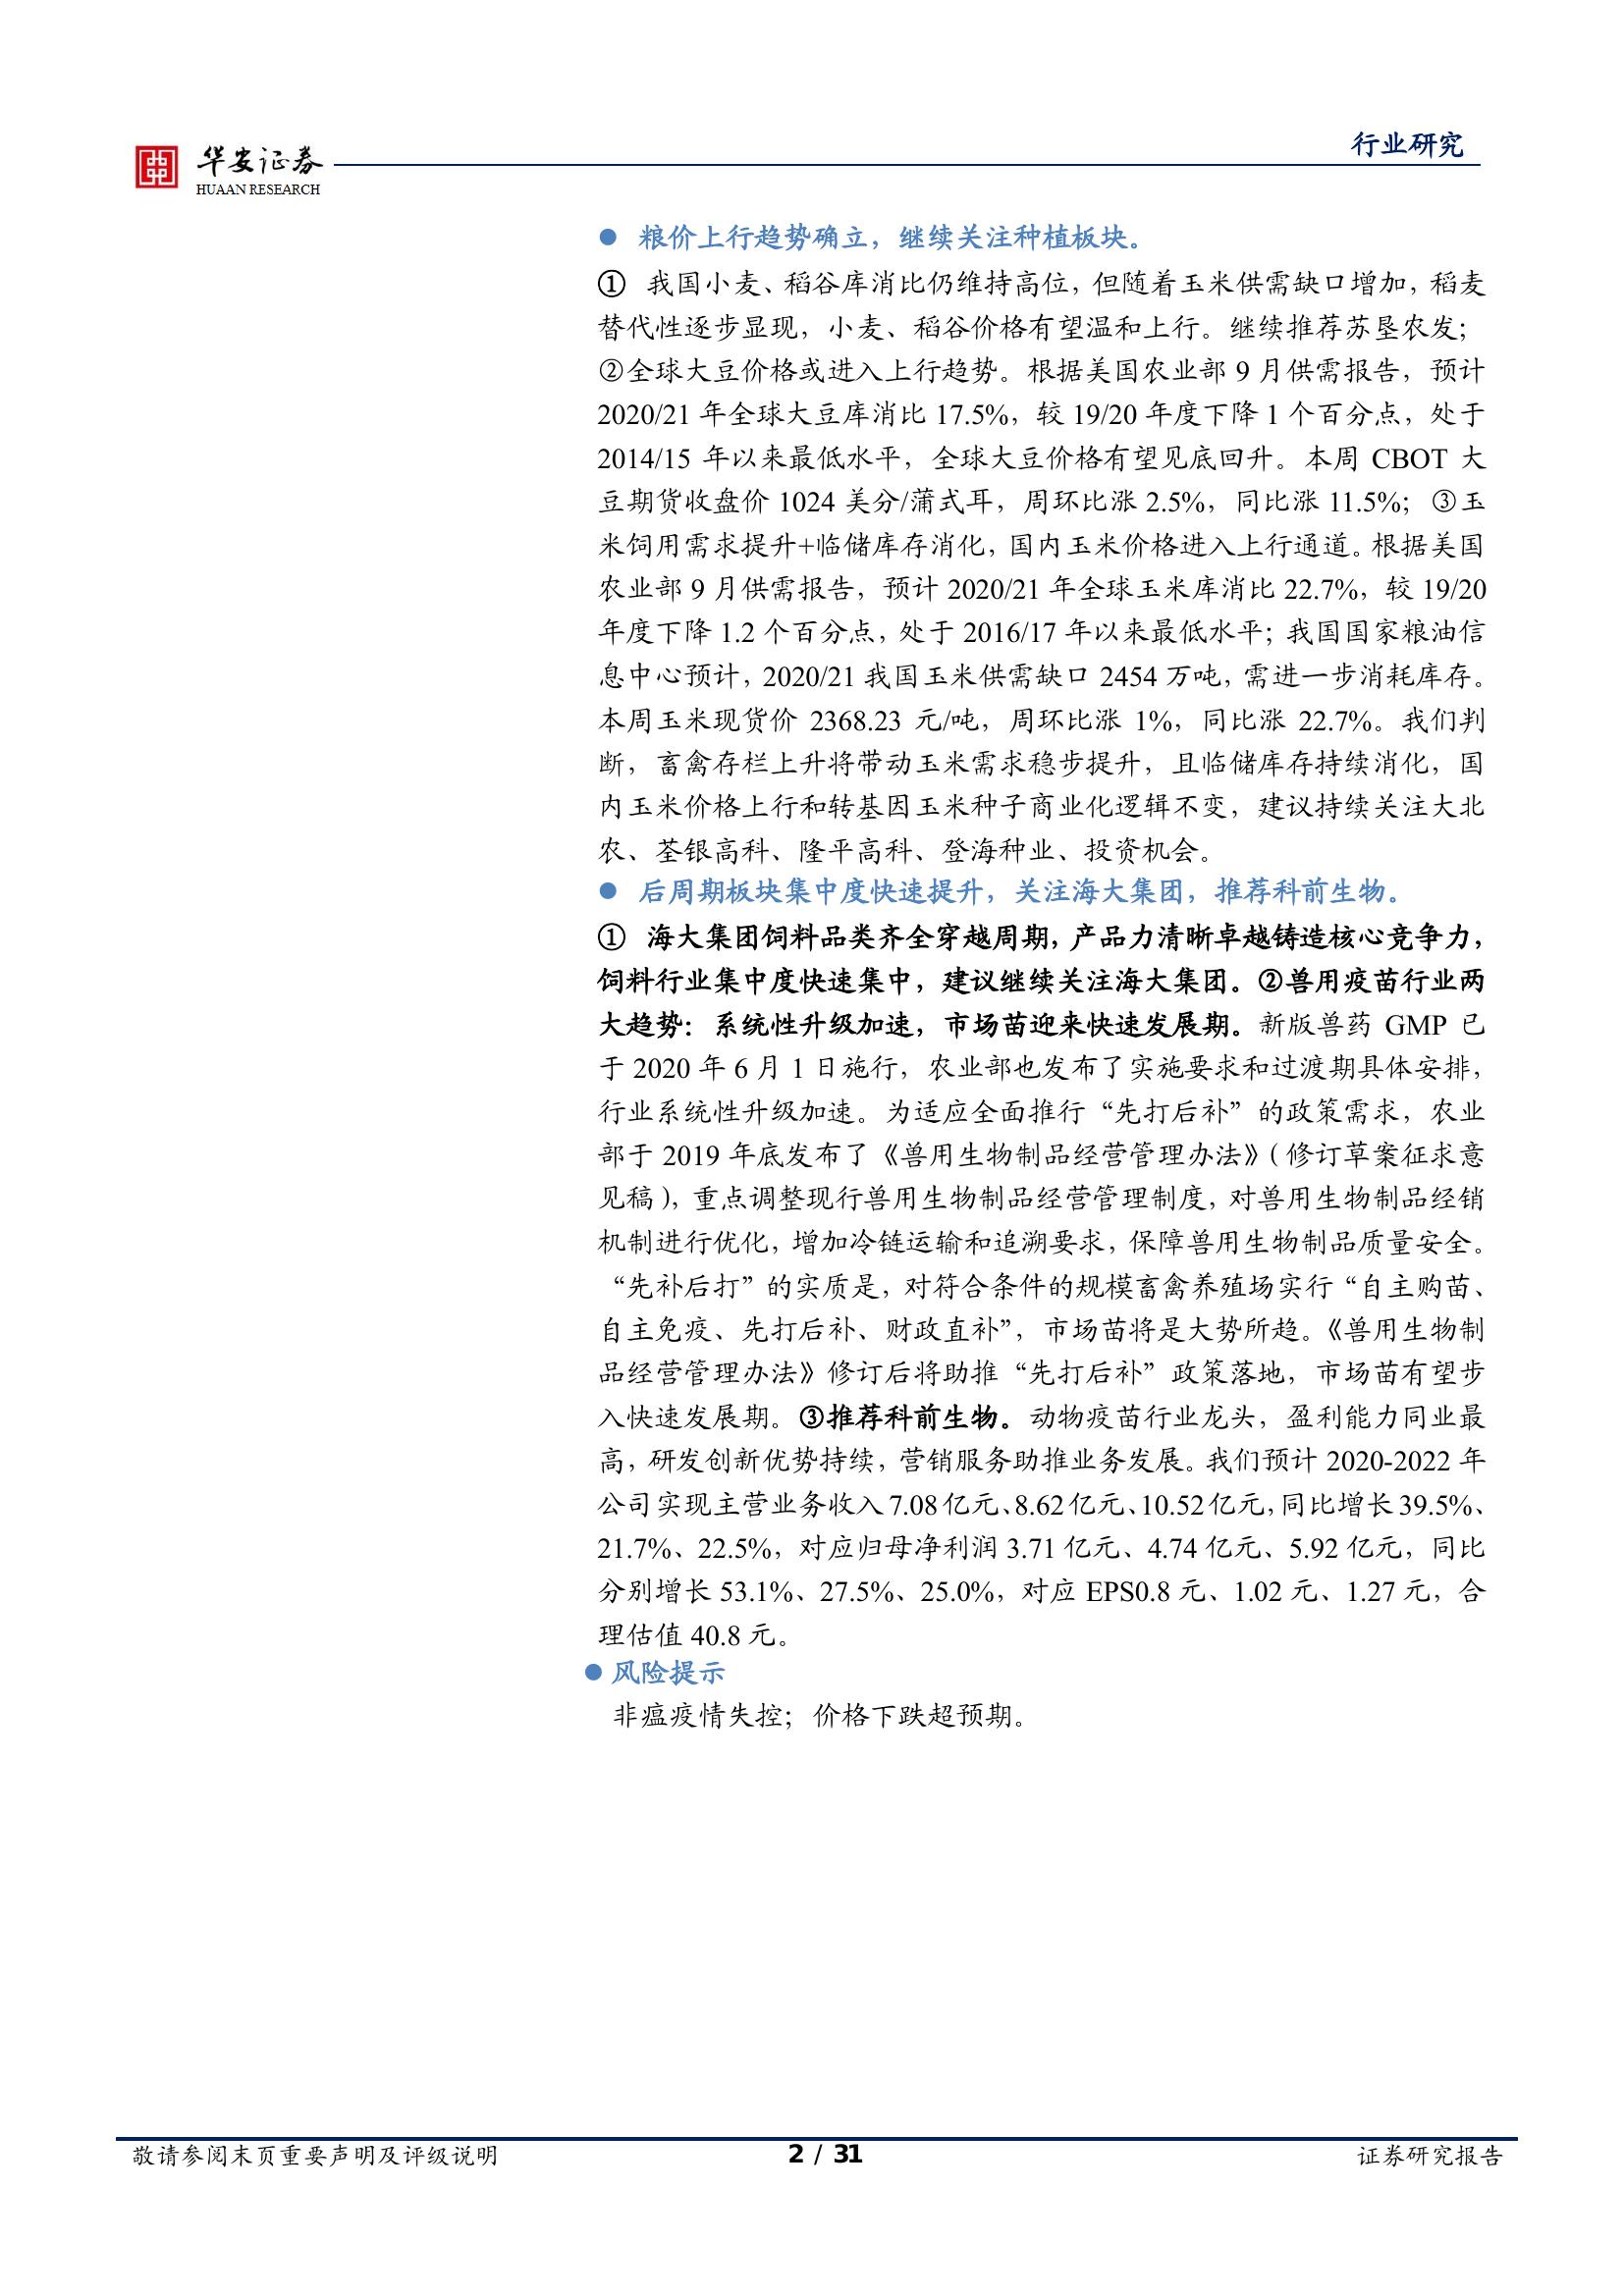 华安证券
HUAAN RESEARCH
行业研究
● 粮价上行趋势确立，继续关注种植板块。
① 我国小麦、稻谷库消比仍维持高位，但随着玉米供需缺口增加，稻麦
替代性逐步显现，小麦、稻谷价格有望温和上行。继续推荐苏垦农发；
②全球大豆价格或进入上行趋势。根据美国农业部 9 月供需报告，预计
2020/21 年全球大豆库消比 17.5%，较 19/20 年度下降 1 个百分点，处于
2014/15 年以来最低水平，全球大豆价格有望见底回升。本周 CBOT 大
豆期货收盘价 1024 美分/蒲式耳，周环比涨 2.5%，同比涨 11.5%；③玉
米饲用需求提升+临储库存消化，国内玉米价格进入上行通道。根据美国
农业部 9 月供需报告，预计 2020/21 年全球玉米库消比 22.7%，较 19/20
年度下降 1.2 个百分点，处于 2016/17 年以来最低水平；我国国家粮油信
息中心预计，2020/21 我国玉米供需缺口 2454 万吨，需进一步消耗库存。
本周玉米现货价 2368.23 元/吨，周环比涨 1%，同比涨 22.7%。我们判
断，畜禽存栏上升将带动玉米需求稳步提升，且临储库存持续消化，国
内玉米价格上行和转基因玉米种子商业化逻辑不变，建议持续关注大北
农、荃银高科、隆平高科、登海种业、投资机会。
● 后周期板块集中度快速提升，关注海大集团，推荐科前生物。
① 海大集团饲料品类齐全穿越周期，产品力清晰卓越铸造核心竞争力，
饲料行业集中度快速集中，建议继续关注海大集团。②兽用疫苗行业两
大趋势：系统性升级加速，市场苗迎来快速发展期。新版兽药 GMP 已
于 2020 年 6 月 1 日施行，农业部也发布了实施要求和过渡期具体安排，
行业系统性升级加速。为适应全面推行“先打后补”的政策需求，农业
部于 2019 年底发布了《兽用生物制品经营管理办法》（修订草案征求意
见稿），重点调整现行兽用生物制品经营管理制度，对兽用生物制品经销
机制进行优化，增加冷链运输和追溯要求，保障兽用生物制品质量安全。
“先补后打”的实质是，对符合条件的规模畜禽养殖场实行“自主购苗、
自主免疫、先打后补、财政直补”，市场苗将是大势所趋。《兽用生物制
品经营管理办法》修订后将助推“先打后补”政策落地，市场苗有望步
入快速发展期。③推荐科前生物。动物疫苗行业龙头，盈利能力同业最
高，研发创新优势持续，营销服务助推业务发展。我们预计 2020-2022 年
公司实现主营业务收入 7.08 亿元、8.62 亿元、10.52 亿元，同比增长 39.5%、
21.7%、22.5%，对应归母净利润 3.71 亿元、4.74 亿元、5.92 亿元，同比
分别增长 53.1%、27.5%、25.0%，对应 EPS0.8 元、1.02 元、1.27 元，合
理估值 40.8 元。
● 风险提示
非瘟疫情失控；价格下跌超预期。
敬请参阅末页重要声明及评级说明
2 / 31
证券研究报告